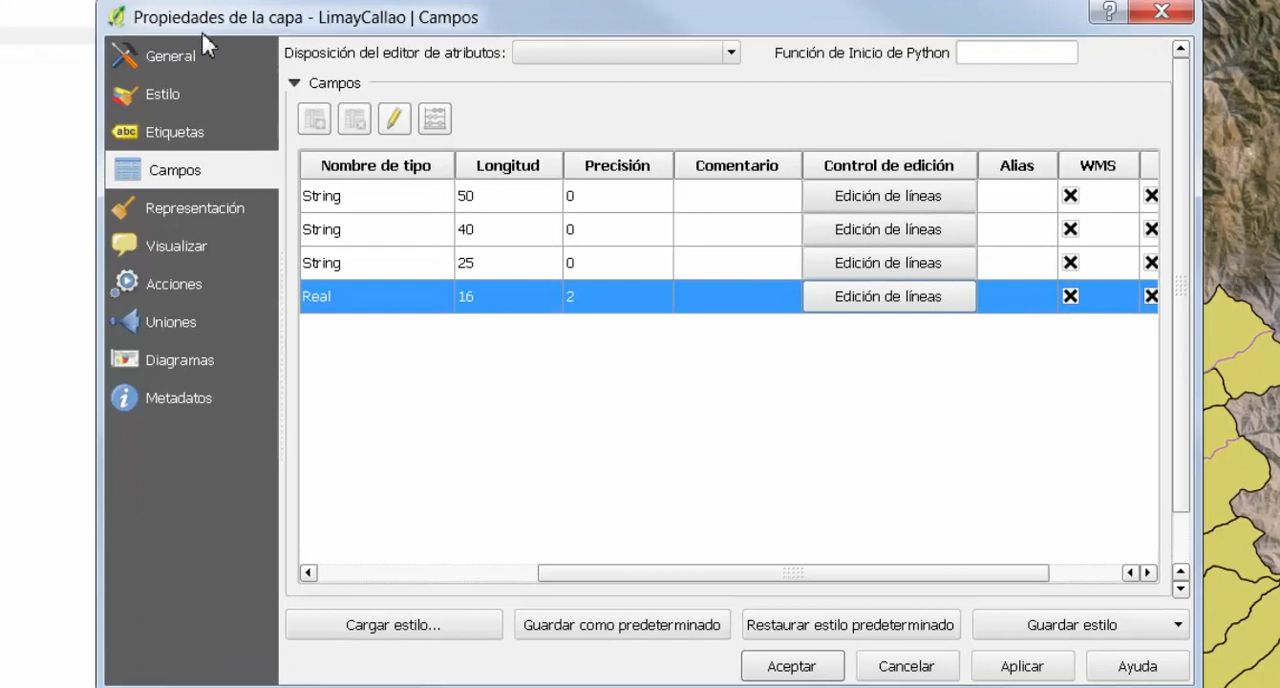 Propiedades de la capa - LimayCallao | Campos
General
Estilo
abc Etiquetas
Campos
Representación
Visualizar
Acciones
Uniones
Diagramas
Metadatos
Disposición del editor de atributos:
Función de Inicio de Python
Campos
Nombre de tipo Longitud Precisión Comentario Control de edición Alias WMS
String 50 0 Edición de líneas
String 40 0 Edición de líneas
String 25 0 Edición de líneas
Real 16 2 Edición de líneas
Cargar estilo... Guardar como predeterminado Restaurar estilo predeterminado Guardar estilo
Aceptar Cancelar Aplicar Ayuda